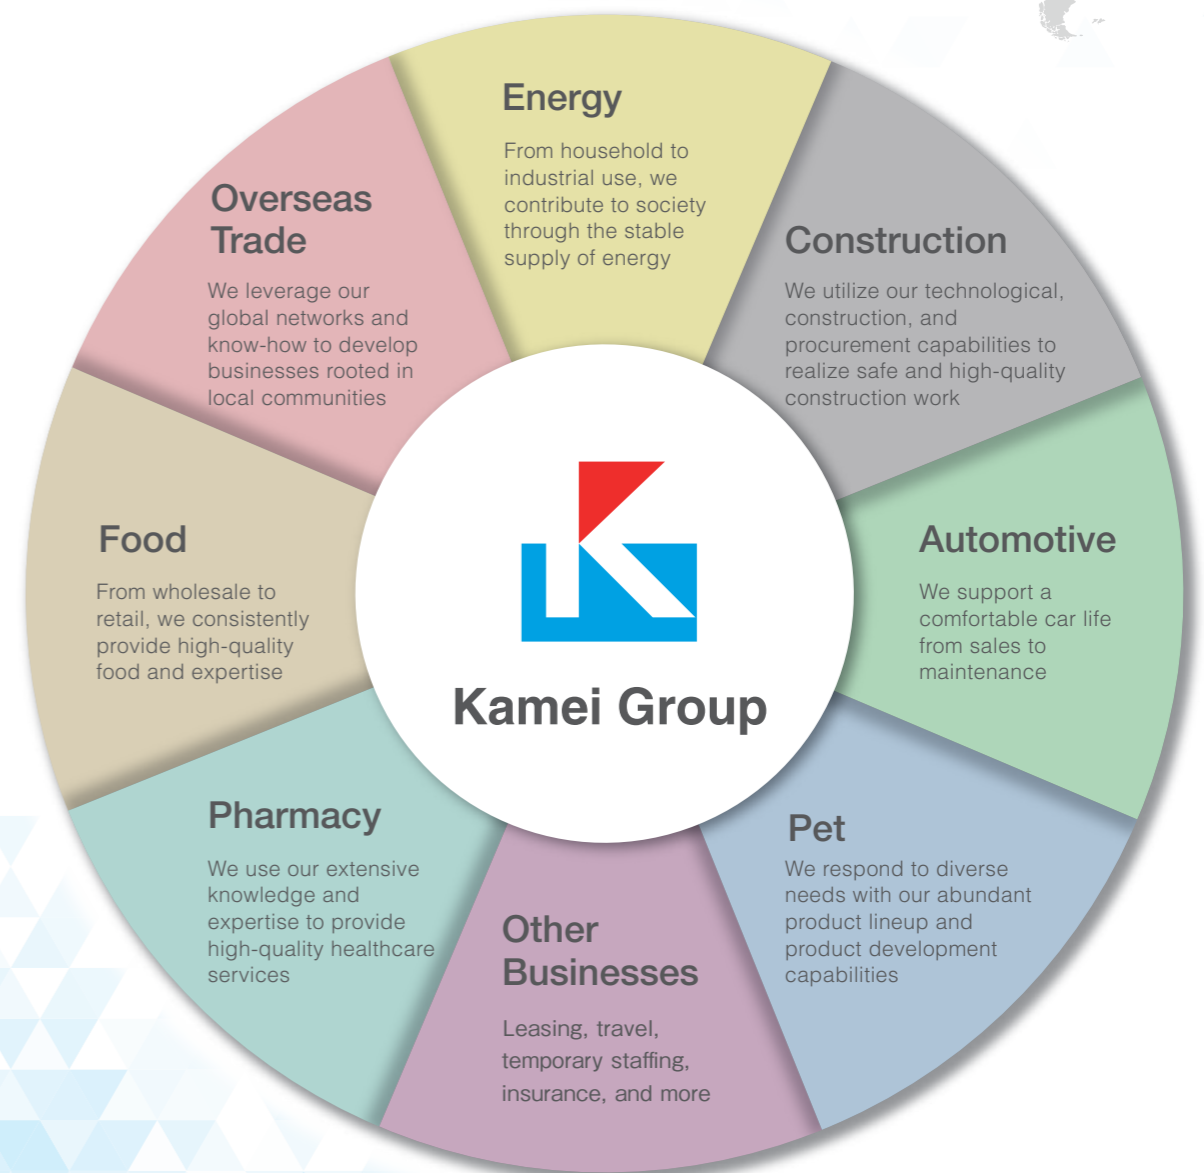 Energy
From household to
industrial use, we
contribute to society
through the stable
supply of energy
Construction
We utilize our technological,
construction, and
procurement capabilities to
realize safe and high-quality
construction work
Automotive
We support a
comfortable car life
from sales to
maintenance
Pet
We respond to diverse
needs with our abundant
product lineup and
product development
capabilities
Other
Businesses
Leasing, travel,
temporary staffing,
insurance, and more
Pharmacy
We use our extensive
knowledge and
expertise to provide
high-quality healthcare
services
Food
From wholesale to
retail, we consistently
provide high-quality
food and expertise
Overseas
Trade
We leverage our
global networks and
know-how to develop
businesses rooted in
local communities
K
Kamei Group